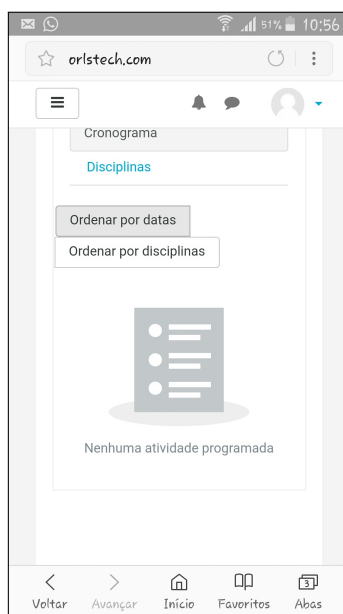 51% 10:56
orlstech.com
Cronograma
Disciplinas
Ordenar por datas
Ordenar por disciplinas
Nenhuma atividade programada
Voltar Avançar Início Favoritos 3 Abas